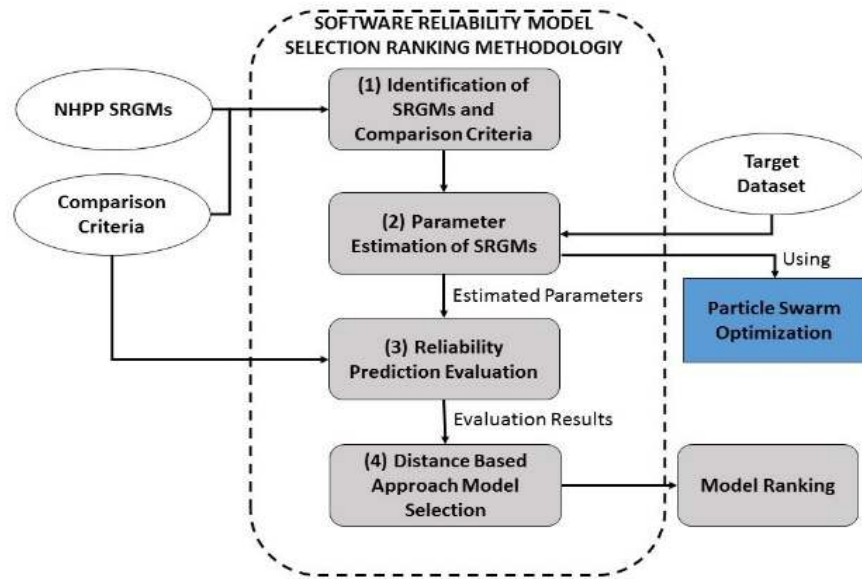 SOFTWARE RELIABILITY MODEL
SELECTION RANKING METHODOLOGIY
NHPP SRGMs
(1) Identification of
SRGMs and
Comparison Criteria
Comparison
Criteria
Target
Dataset
(2) Parameter
Estimation of SRGMs
Using
Estimated Parameters
Particle Swarm
Optimization
(3) Reliability
Prediction Evaluation
Evaluation Results
(4) Distance Based
Approach Model
Selection
Model Ranking